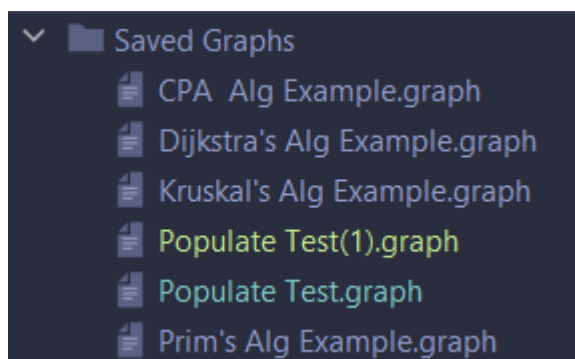 Saved Graphs
CPA  Alg Example.graph
Dijkstra's Alg Example.graph
Kruskal's Alg Example.graph
Populate Test(1).graph
Populate Test.graph
Prim's Alg Example.graph